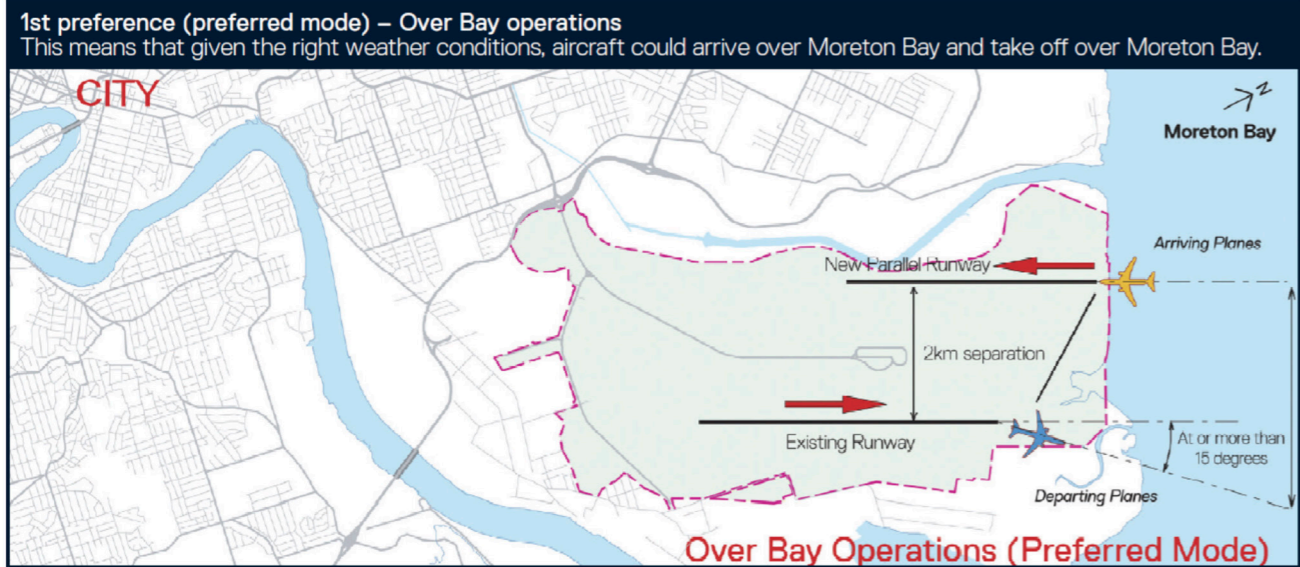 1st preference (preferred mode) – Over Bay operations
This means that given the right weather conditions, aircraft could arrive over Moreton Bay and take off over Moreton Bay.
CITY
N
Moreton Bay
Arriving Planes
New Parallel Runway
2km separation
Existing Runway
At or more than
15 degrees
Departing Planes
Over Bay Operations (Preferred Mode)